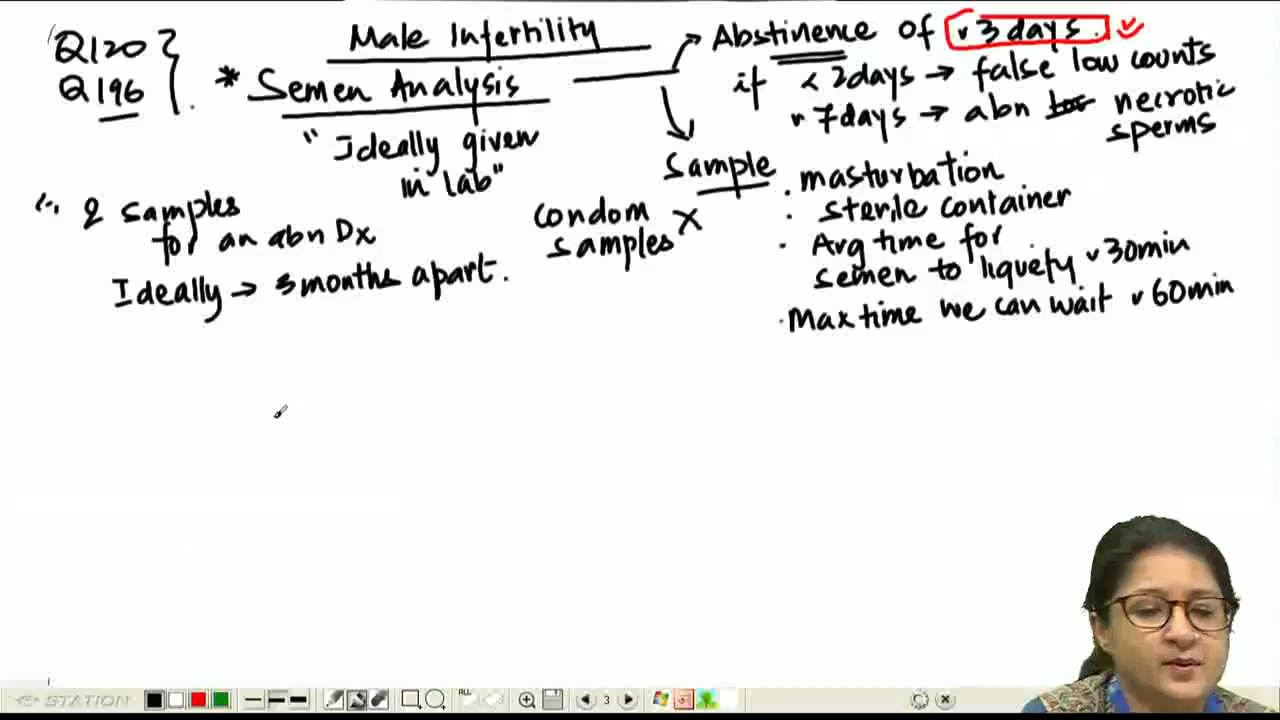 Q120
Q196
Male Infertility
* Semen Analysis
"Ideally given
in lab"
2 samples
for an abn Dx
Ideally → 3 months apart.
Abstinence of 3 days.
if < 2days → false low counts
7days → abn necrotic
sperms
Sample
condom
samples X
. masturbation
. sterile container
. Avg time for
semen to liquefy 30min
. Max time we can wait 60min
STATION
ALL
3